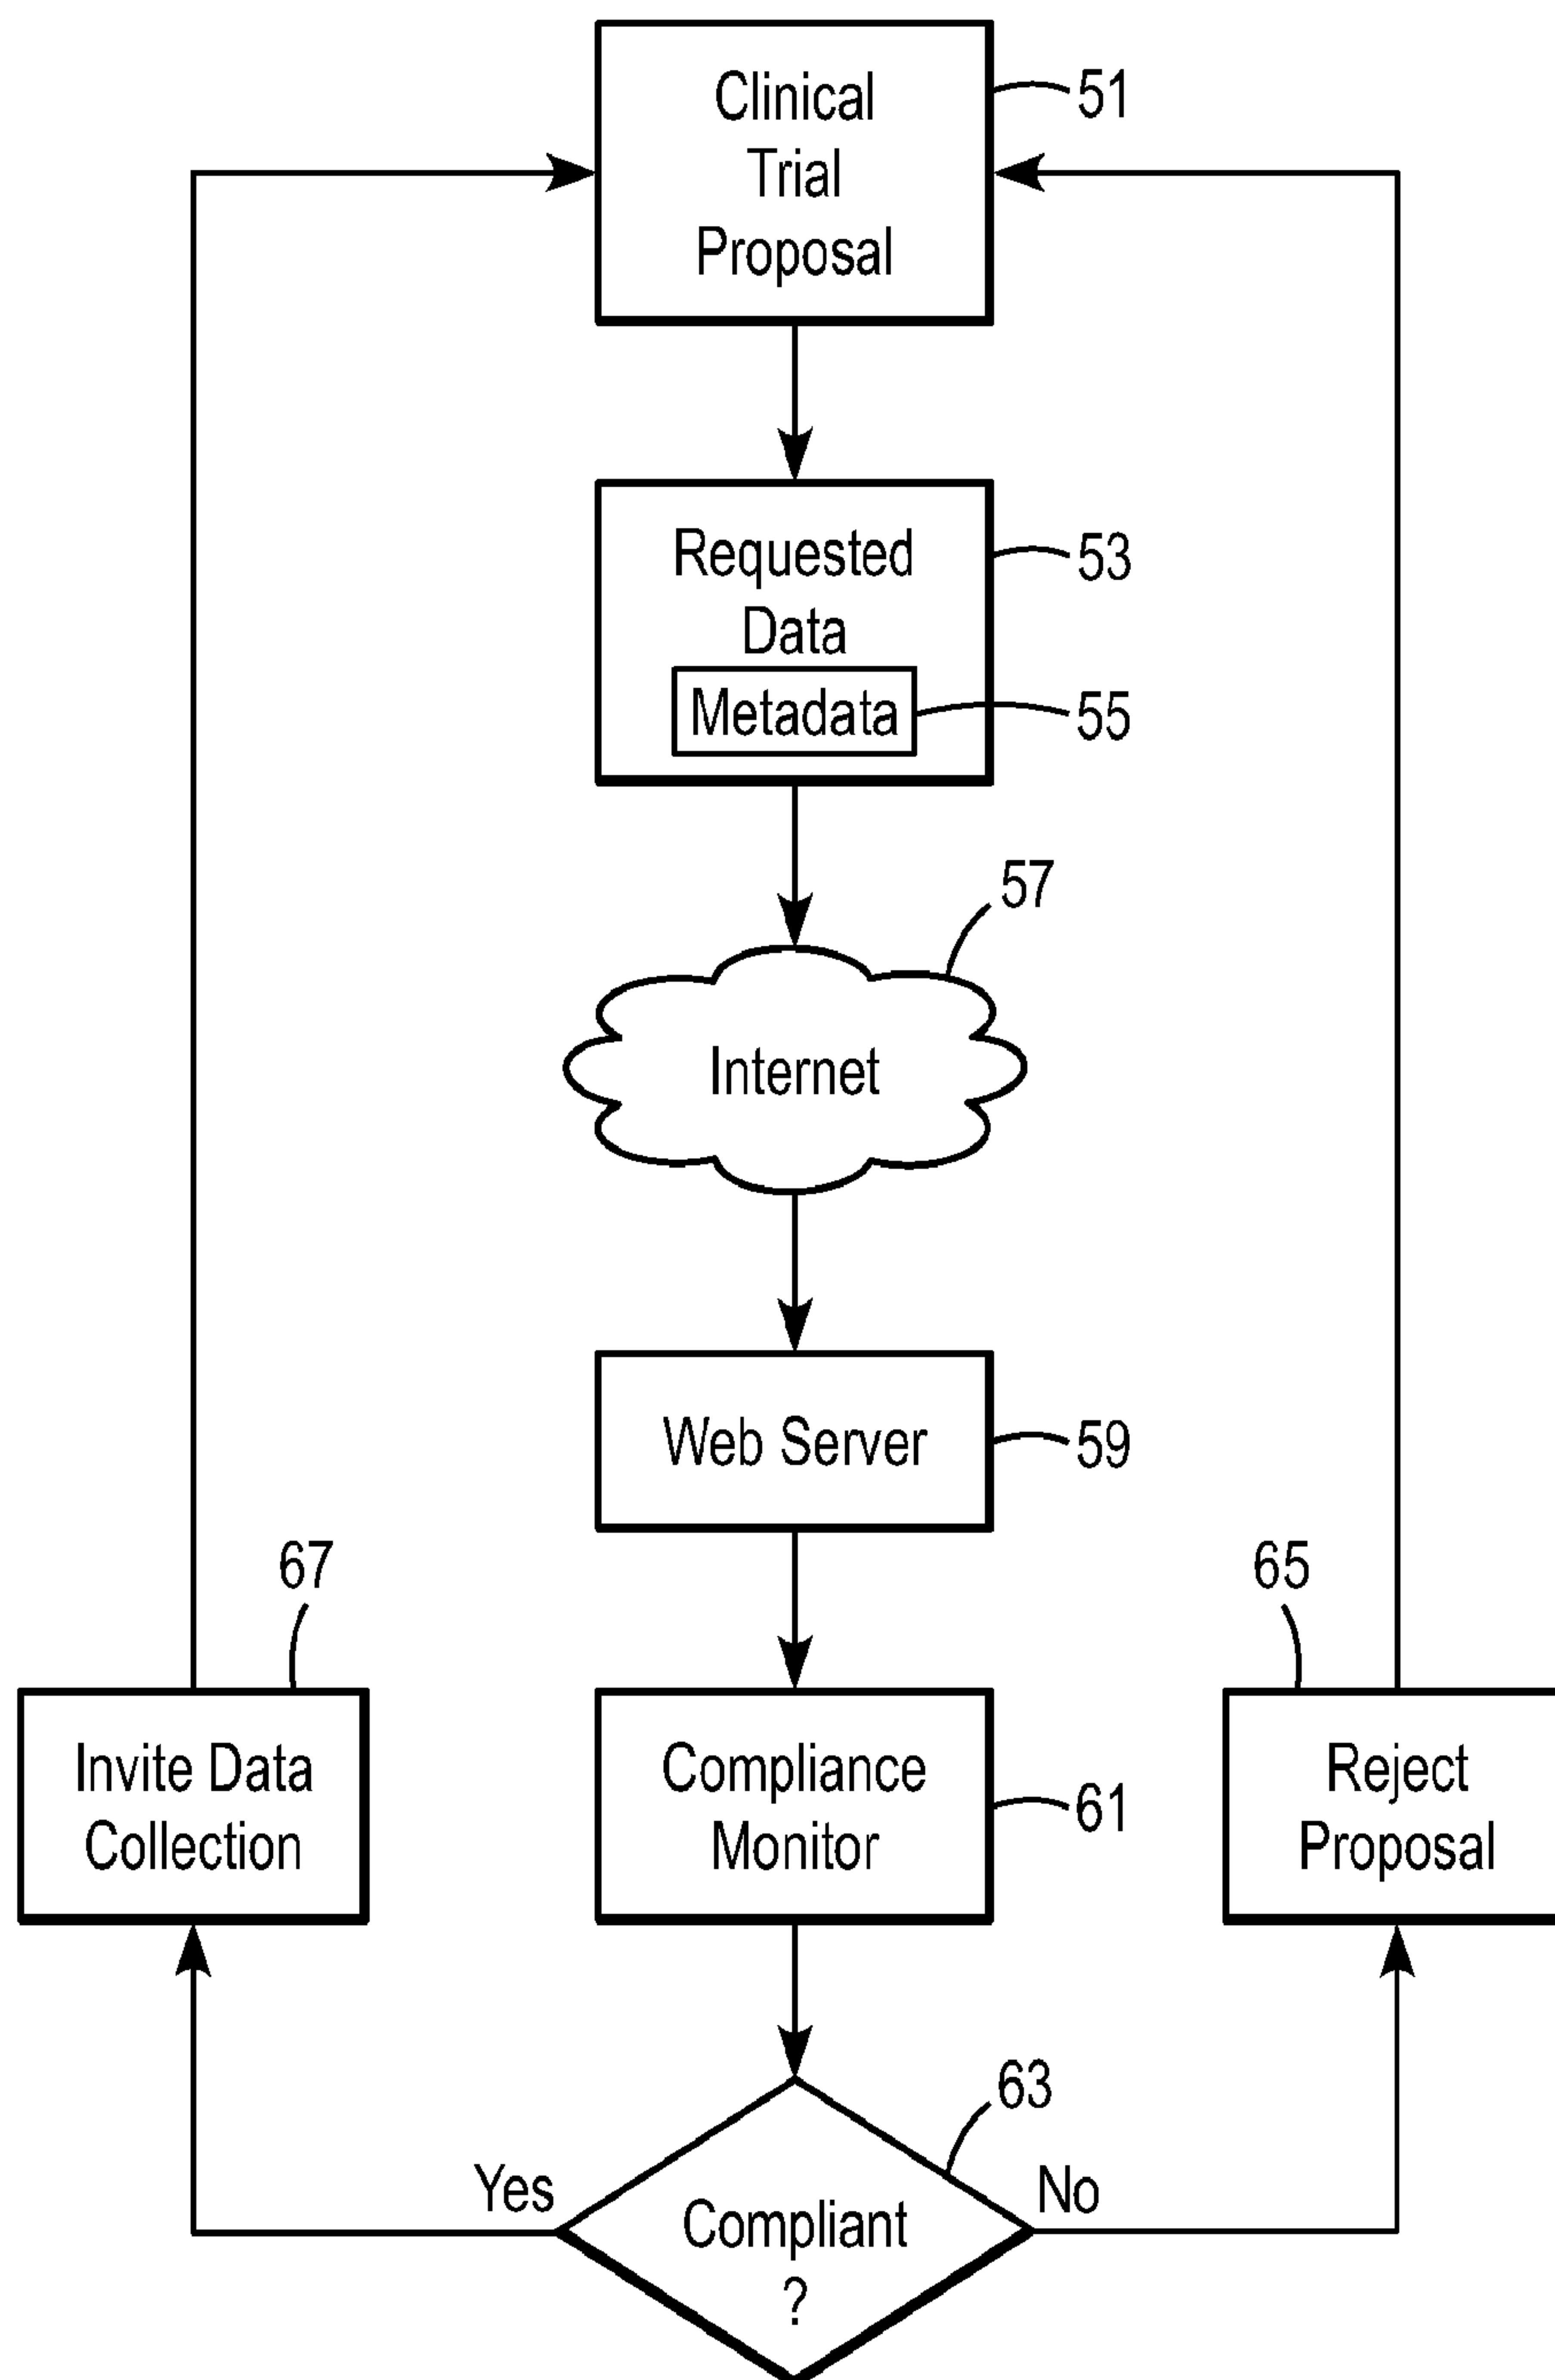 Clinical
Trial
Proposal
51
Requested
Data
53
Metadata
55
57
Internet
Web Server
59
67
65
Invite Data
Collection
Compliance
Monitor
61
Reject
Proposal
63
Yes
No
Compliant
?